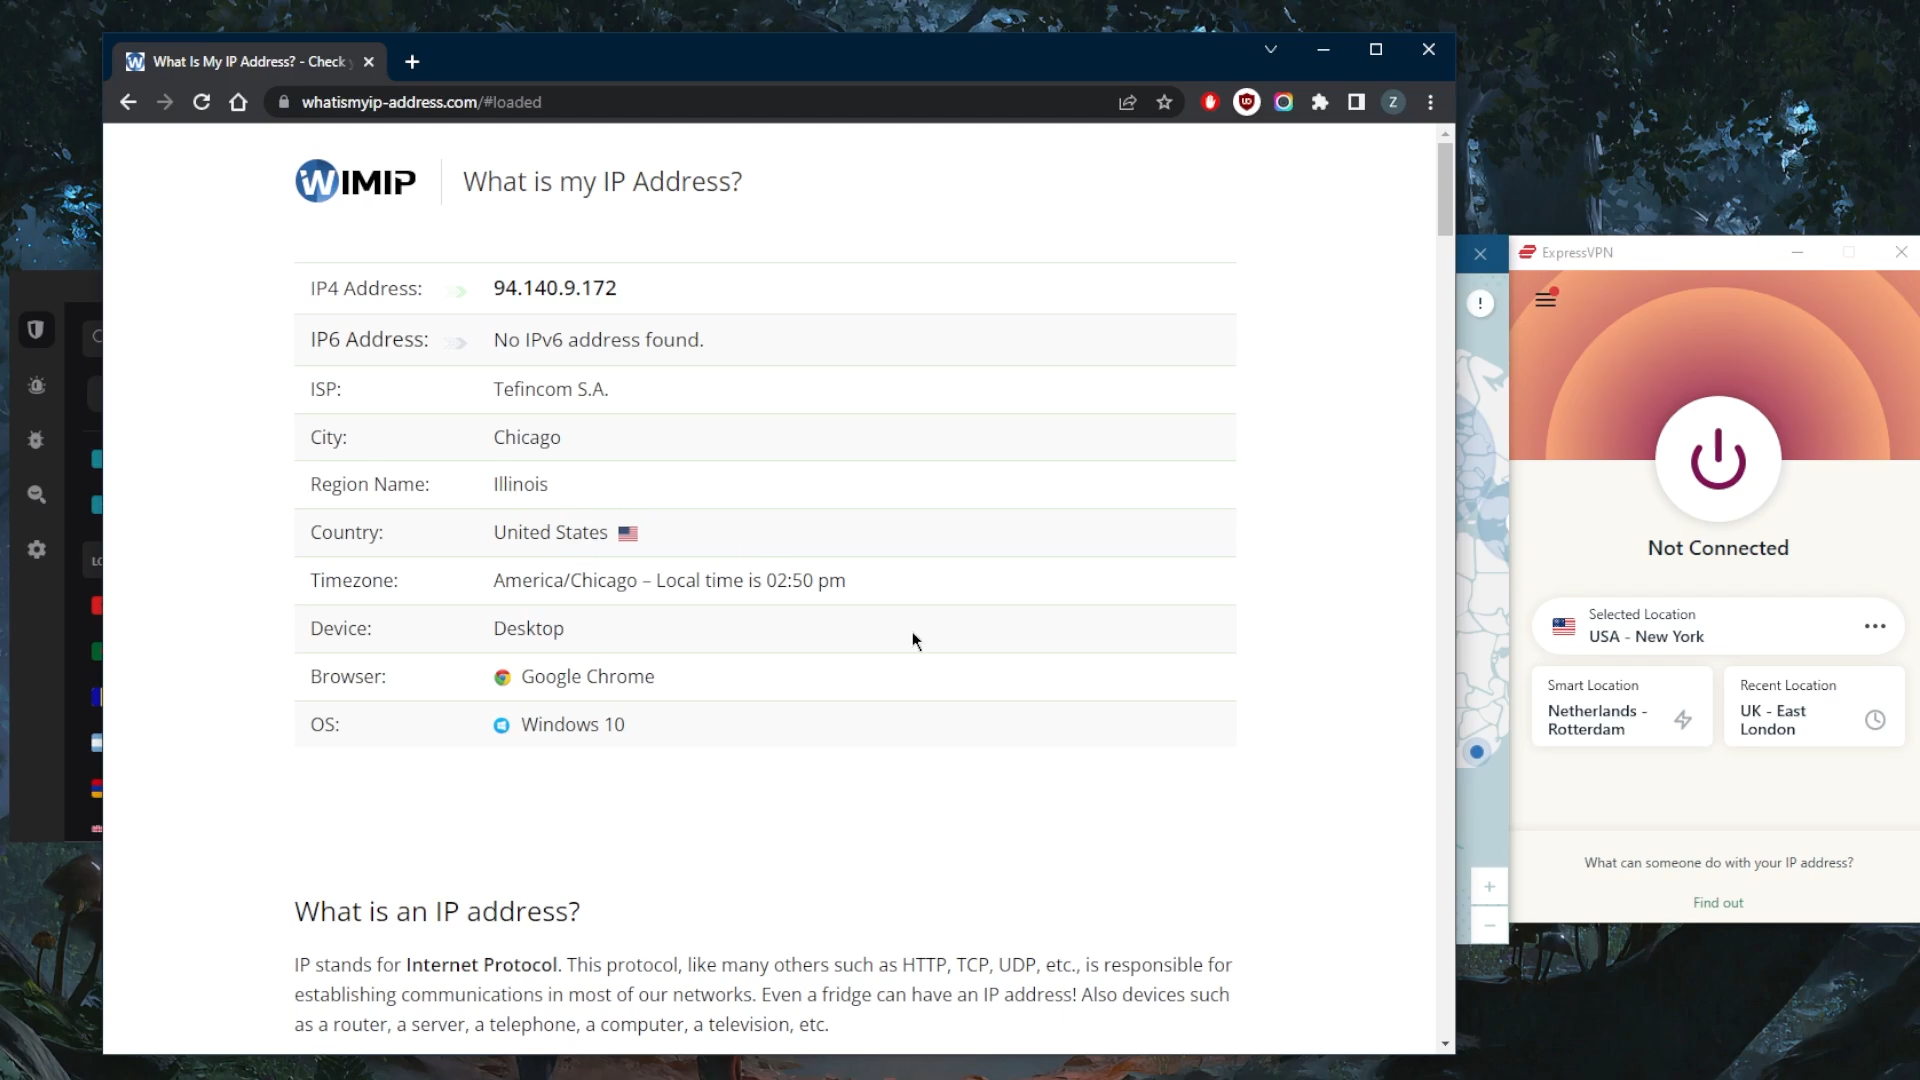 What Is My IP Address? - Check
whatismyip-address.com/#loaded
Z
WIMIP
What is my IP Address?
IP4 Address: 94.140.9.172
IP6 Address: No IPv6 address found.
ISP: Tefincom S.A.
City: Chicago
Region Name: Illinois
Country: United States
Timezone: America/Chicago – Local time is 02:50 pm
Device: Desktop
Browser: Google Chrome
OS: Windows 10
What is an IP address?
IP stands for Internet Protocol. This protocol, like many others such as HTTP, TCP, UDP, etc., is responsible for
establishing communications in most of our networks. Even a fridge can have an IP address! Also devices such
as a router, a server, a telephone, a computer, a television, etc.
ExpressVPN
Not Connected
Selected Location
USA - New York
Smart Location
Netherlands -
Rotterdam
Recent Location
UK - East
London
What can someone do with your IP address?
Find out